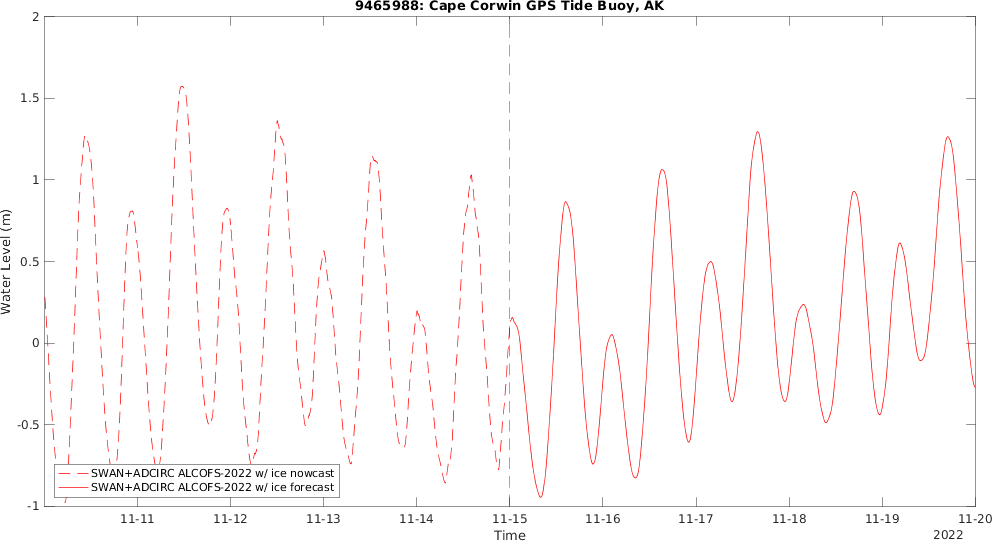 9465988: Cape Corwin GPS Tide Buoy, AK
2
1.5
1
0.5
0
-0.5
-1
Water Level (m)
SWAN+ADCIRC ALCOFS-2022 w/ ice nowcast
SWAN+ADCIRC ALCOFS-2022 w/ ice forecast
11-11 11-12 11-13 11-14 11-15 11-16 11-17 11-18 11-19 11-20
Time
2022